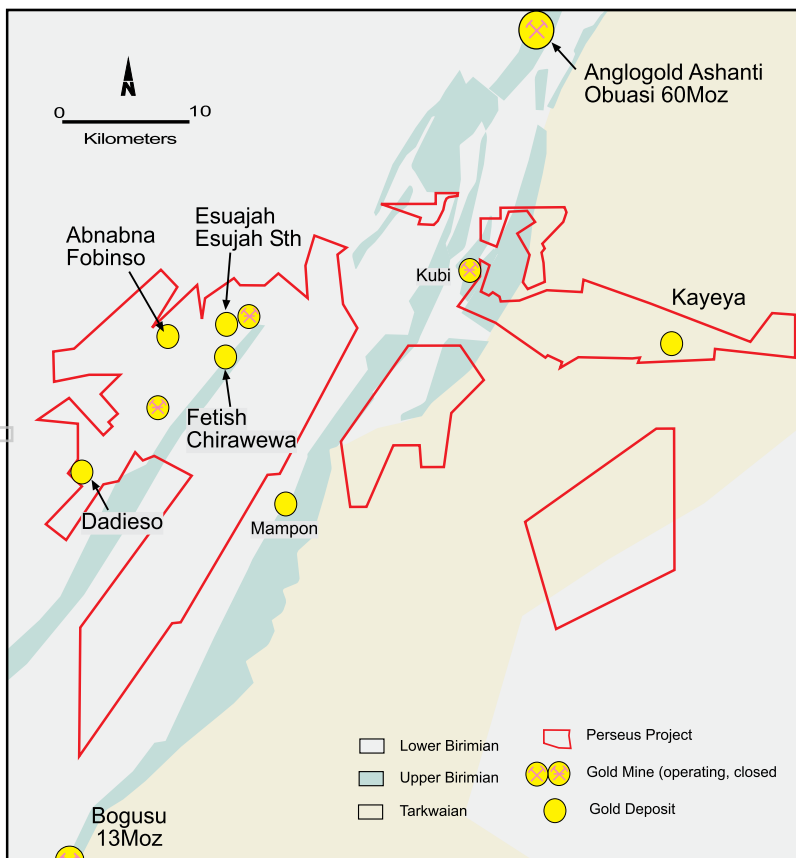 Anglogold Ashanti
Obuasi 60Moz
N
0 10
Kilometers
Esuajah
Esujah Sth
Abnabna
Fobinso
Kubi
Kayeya
Fetish
Chirawewa
Dadieso
Mampon
Lower Birimian
Upper Birimian
Tarkwaian
Perseus Project
Gold Mine (operating, closed
Gold Deposit
Bogusu
13Moz